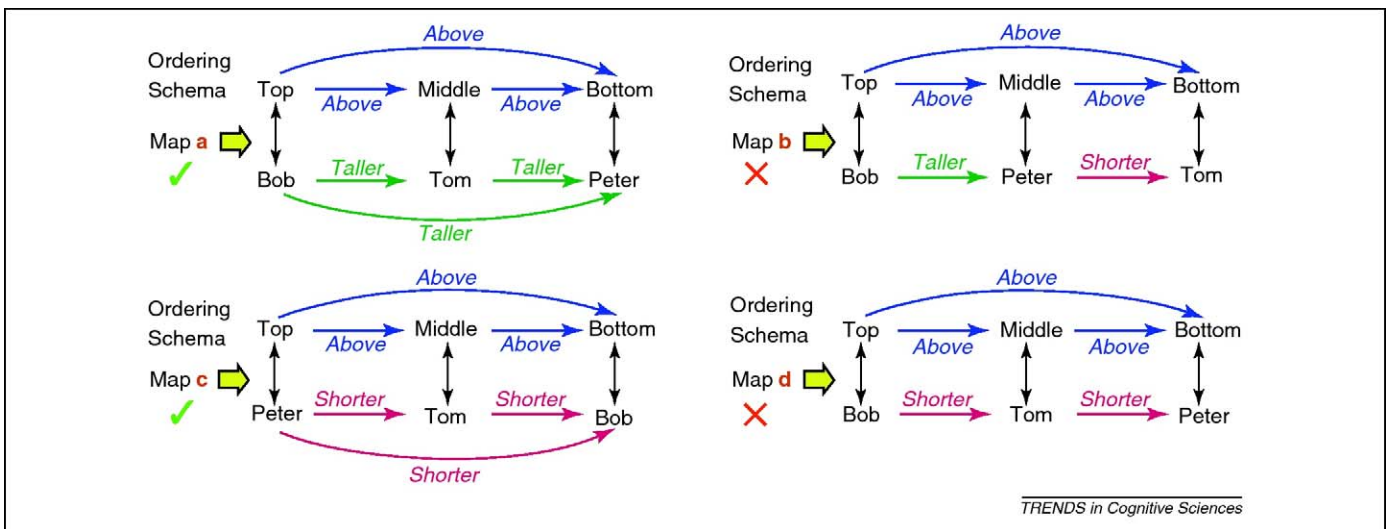 Above
Ordering
Schema
Top
Middle
Bottom
Above
Above
Map a
✓
Taller
Taller
Bob
Tom
Peter
Taller
Above
Ordering
Schema
Top
Middle
Bottom
Above
Above
Map b
✕
Taller
Shorter
Bob
Peter
Tom
Above
Ordering
Schema
Top
Middle
Bottom
Above
Above
Map c
✓
Shorter
Shorter
Peter
Tom
Bob
Shorter
Above
Ordering
Schema
Top
Middle
Bottom
Above
Above
Map d
✕
Shorter
Shorter
Bob
Tom
Peter
TRENDS in Cognitive Sciences